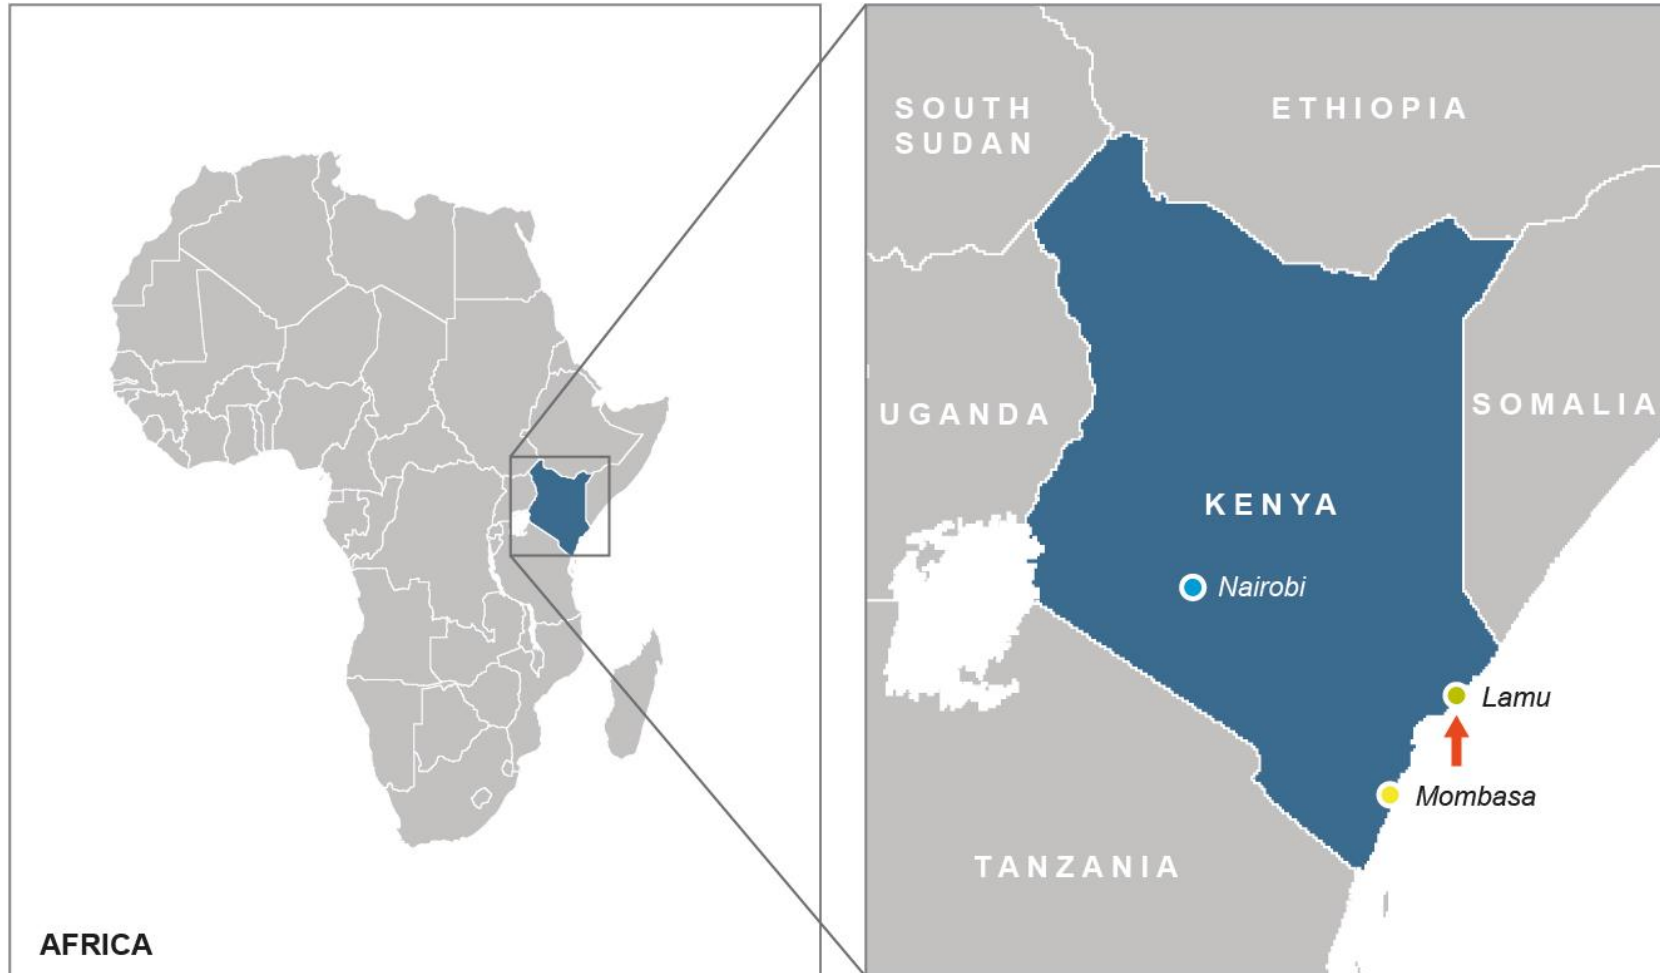 AFRICA
SOUTH
SUDAN
ETHIOPIA
UGANDA
SOMALIA
KENYA
Nairobi
Lamu
Mombasa
TANZANIA